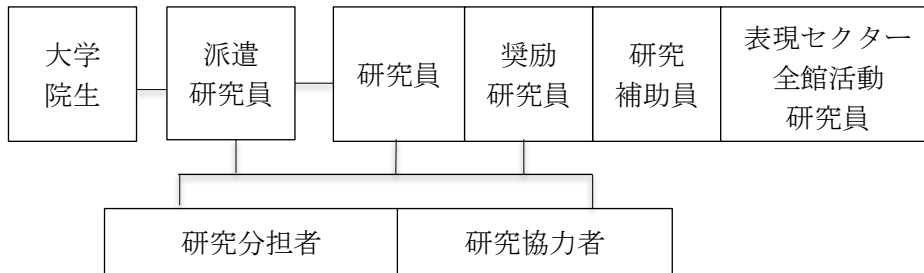 大学
院生
派遣
研究員
研究員
奨励
研究員
研究
補助員
表現セクター
全館活動
研究員
研究分担者
研究協力者